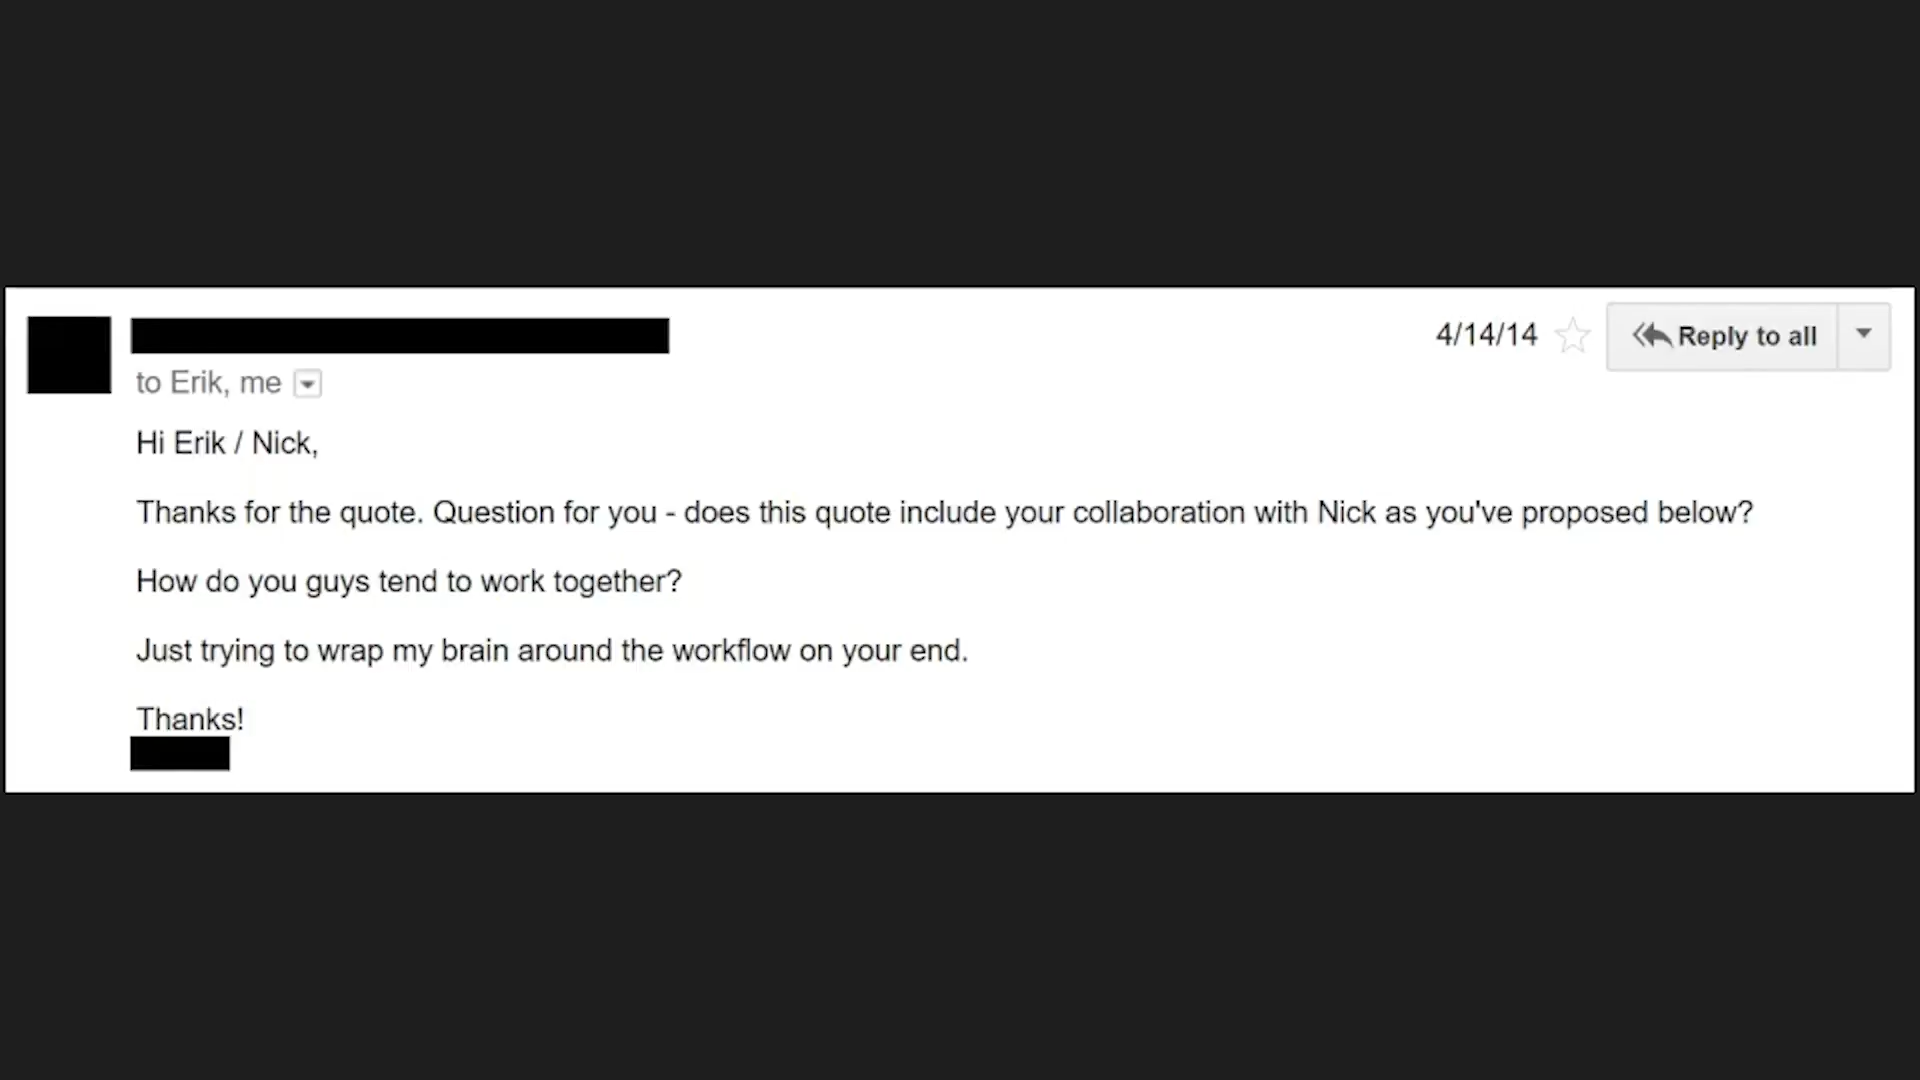 4/14/14
Reply to all
to Erik, me
Hi Erik / Nick,
Thanks for the quote. Question for you - does this quote include your collaboration with Nick as you've proposed below?
How do you guys tend to work together?
Just trying to wrap my brain around the workflow on your end.
Thanks!